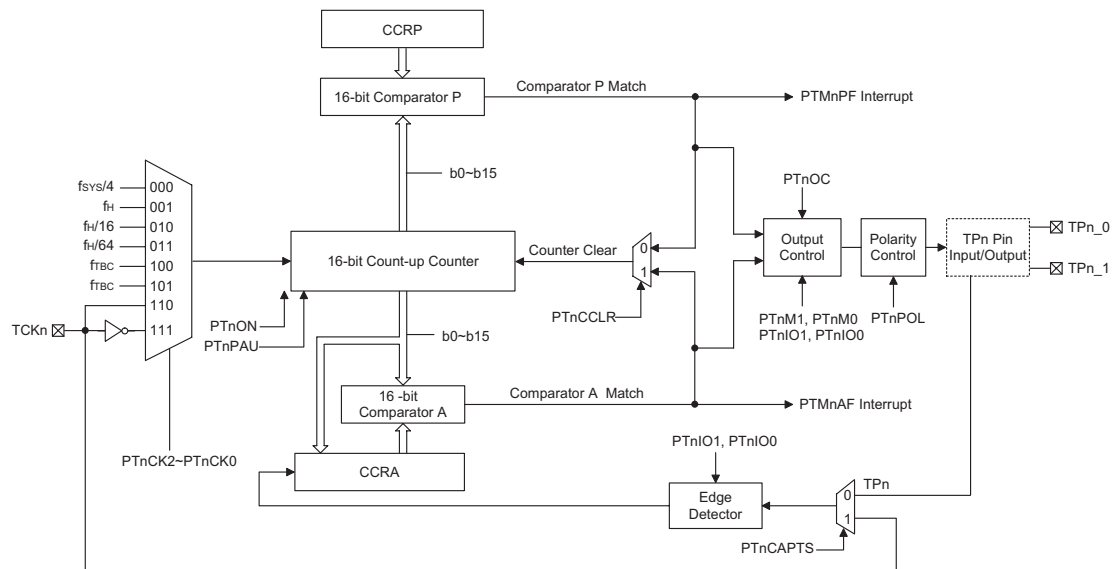 CCRP
16-bit Comparator P
Comparator P Match
PTMnPF Interrupt
b0~b15
fSYS/4
000
fH
001
fH/16
010
fH/64
011
fTBC
100
fTBC
101
110
TCKn
111
PTnCK2~PTnCK0
16-bit Count-up Counter
PTnON
PTnPAU
Counter Clear
0
1
PTnCCLR
PTnOC
Output
Control
PTnM1, PTnM0
PTnIO1, PTnIO0
Polarity
Control
PTnPOL
TPn Pin
Input/Output
TPn_0
TPn_1
b0~b15
16 -bit
Comparator A
Comparator A Match
PTMnAF Interrupt
CCRA
PTnIO1, PTnIO0
Edge
Detector
TPn
0
1
PTnCAPTS